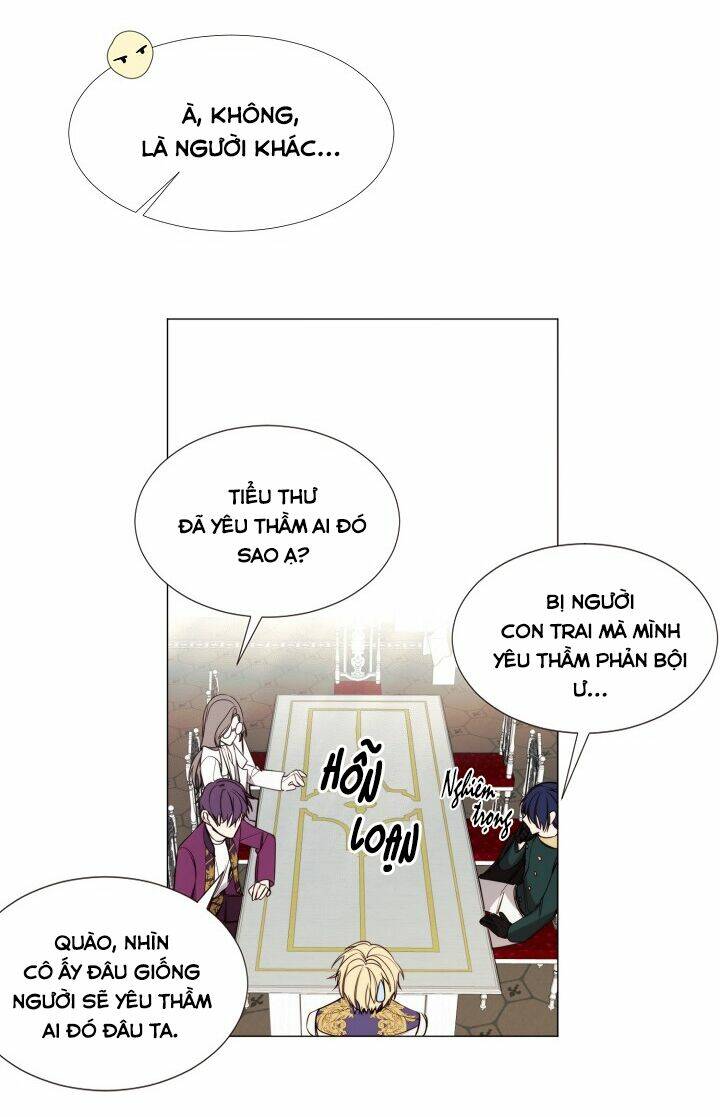 À, KHÔNG,
LÀ NGƯỜI KHÁC...
TIỂU THƯ
ĐÃ YÊU THẦM AI ĐÓ
SAO Ạ?
BỊ NGƯỜI
CON TRAI MÀ MÌNH
YÊU THẦM PHẢN BỘI
Ư...
HỖN
LOẠN
Nghiêm
trọng
QUÀO, NHÌN
CÔ ẤY ĐÂU GIỐNG
NGƯỜI SẼ YÊU THẦM
AI ĐÓ ĐÂU TA.